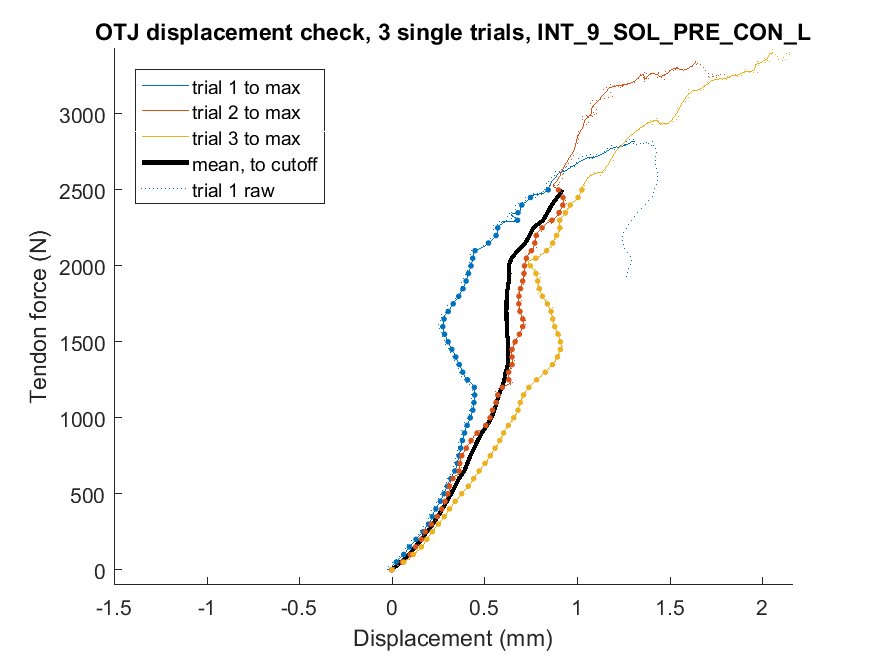 OTJ displacement check, 3 single trials, INT_9_SOL_PRE_CON_L
trial 1 to max
trial 2 to max
trial 3 to max
mean, to cutoff
trial 1 raw
Tendon force (N)
3000
2500
2000
1500
1000
500
0
-1.5 -1 -0.5 0 0.5 1 1.5 2
Displacement (mm)